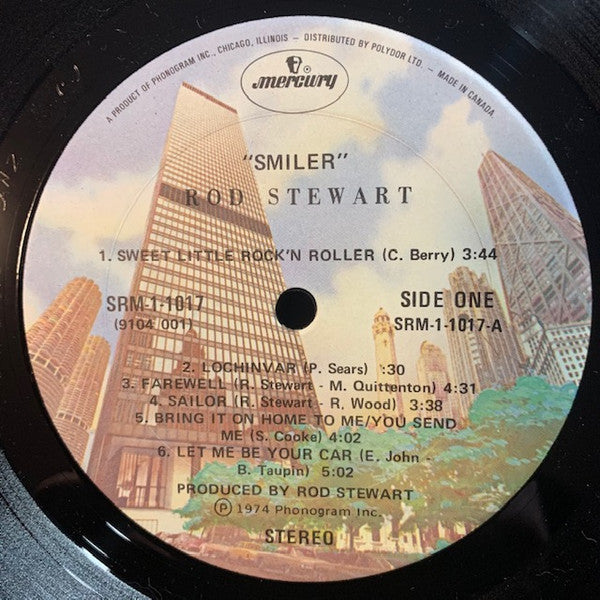 A PRODUCT OF PHONOGRAM INC., CHICAGO, ILLINOIS - DISTRIBUTED BY POLYDOR LTD. - MADE IN CANADA.
mercury
"SMILER"
ROD STEWART
1. SWEET LITTLE ROCK'N ROLLER (C. Berry) 3:44
SRM-1-1017
(9104 001)
SIDE ONE
SRM-1-1017-A
2. LOCHINVAR (P. Sears) :30
3. FAREWELL (R. Stewart - M. Quittenton) 4:31
4. SAILOR (R. Stewart - R. Wood) 3:38
5. BRING IT ON HOME TO ME/YOU SEND
ME (S. Cooke) 4:02
6. LET ME BE YOUR CAR (E. John -
B. Taupin) 5:02
PRODUCED BY ROD STEWART
Ⓟ 1974 Phonogram Inc.
STEREO